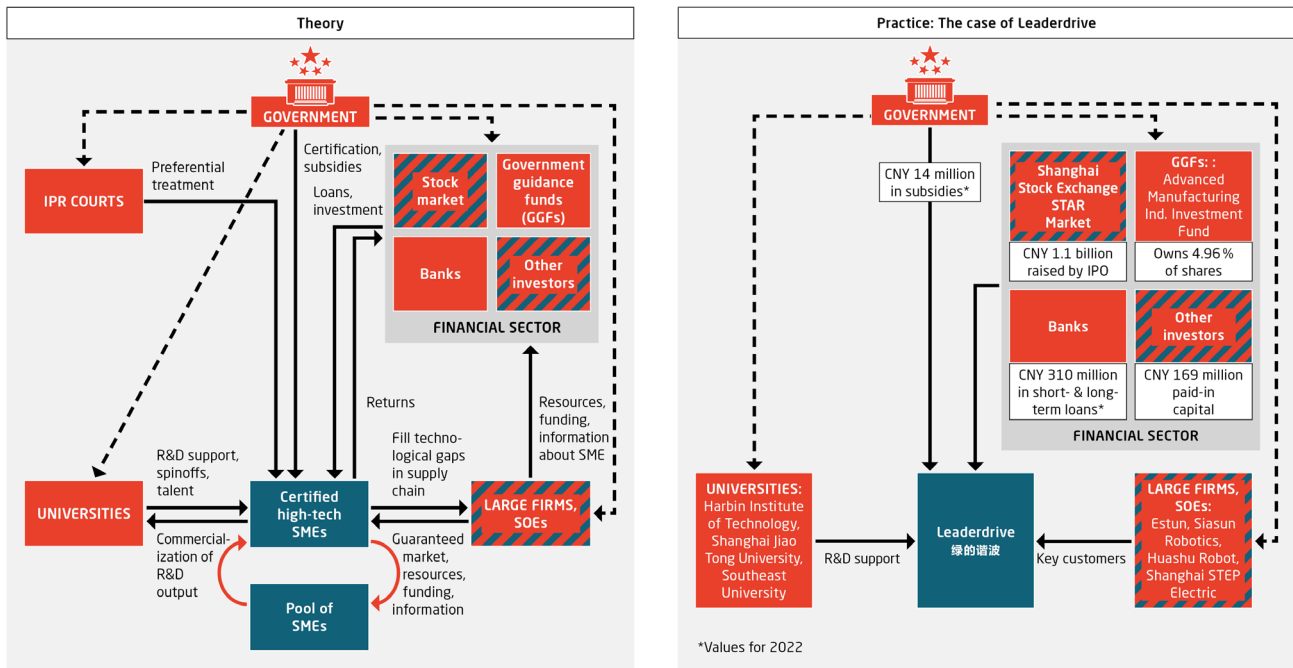 Theory
GOVERNMENT
IPR COURTS
Preferential
treatment
Certification,
subsidies
Loans,
investment
Stock
market
Government
guidance
funds
(GGFs)
Banks
Other
investors
FINANCIAL SECTOR
Returns
Resources,
funding,
information
about SME
R&D support,
spinoffs,
talent
Fill techno-
logical gaps
in supply
chain
UNIVERSITIES
Certified
high-tech
SMEs
LARGE FIRMS,
SOEs
Commercial-
ization of
R&D
output
Guaranteed
market,
resources,
funding,
information
Pool of
SMEs
Practice: The case of Leaderdrive
GOVERNMENT
CNY 14 million
in subsidies*
Shanghai
Stock Exchange
STAR
Market
CNY 1.1 billion
raised by IPO
GGFs: :
Advanced
Manufacturing
Ind. Investment
Fund
Owns 4.96 %
of shares
Banks
CNY 310 million
in short- & long-
term loans*
Other
investors
CNY 169 million
paid-in
capital
FINANCIAL SECTOR
UNIVERSITIES:
Harbin Institute
of Technology,
Shanghai Jiao
Tong University,
Southeast
University
R&D support
Leaderdrive
绿的谐波
Key customers
LARGE FIRMS,
SOEs:
Estun, Siasun
Robotics,
Huashu Robot,
Shanghai STEP
Electric
*Values for 2022